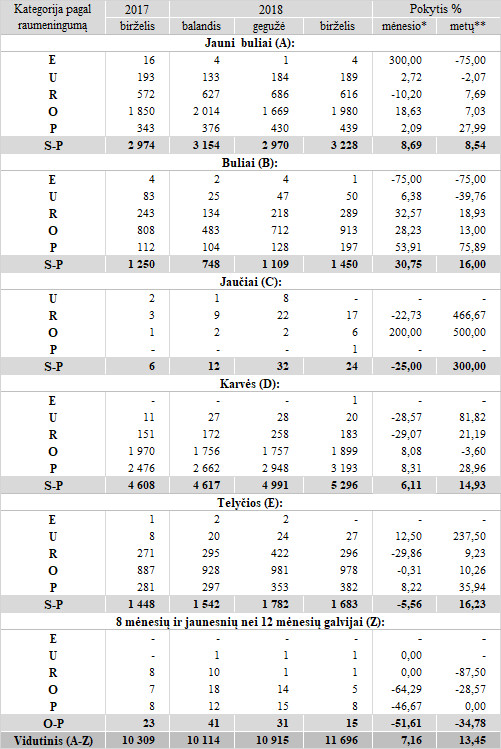 Kategorija pagal raumeningumą 2017 2018 Pokytis %
birželis balandis gegužė birželis mėnesio* metų**
Jauni buliai (A):
E 16 4 1 4 300,00 -75,00
U 193 133 184 189 2,72 -2,07
R 572 627 686 616 -10,20 7,69
O 1 850 2 014 1 669 1 980 18,63 7,03
P 343 376 430 439 2,09 27,99
S-P 2 974 3 154 2 970 3 228 8,69 8,54
Buliai (B):
E 4 2 4 1 -75,00 -75,00
U 83 25 47 50 6,38 -39,76
R 243 134 218 289 32,57 18,93
O 808 483 712 913 28,23 13,00
P 112 104 128 197 53,91 75,89
S-P 1 250 748 1 109 1 450 30,75 16,00
Jaučiai (C):
U 2 1 8 - - -
R 3 9 22 17 -22,73 466,67
O 1 2 2 6 200,00 500,00
P - - - 1 - -
S-P 6 12 32 24 -25,00 300,00
Karvės (D):
E - - - 1 - -
U 11 27 28 20 -28,57 81,82
R 151 172 258 183 -29,07 21,19
O 1 970 1 756 1 757 1 899 8,08 -3,60
P 2 476 2 662 2 948 3 193 8,31 28,96
S-P 4 608 4 617 4 991 5 296 6,11 14,93
Telyčios (E):
E 1 2 2 - - -
U 8 20 24 27 12,50 237,50
R 271 295 422 296 -29,86 9,23
O 887 928 981 978 -0,31 10,26
P 281 297 353 382 8,22 35,94
S-P 1 448 1 542 1 782 1 683 -5,56 16,23
8 mėnesių ir jaunesnių nei 12 mėnesių galvijai (Z):
E - - - - - -
U - 1 1 1 0,00 -
R 8 10 1 1 0,00 -87,50
O 7 18 14 5 -64,29 -28,57
P 8 12 15 8 -46,67 0,00
O-P 23 41 31 15 -51,61 -34,78
Vidutinis (A-Z) 10 309 10 114 10 915 11 696 7,16 13,45